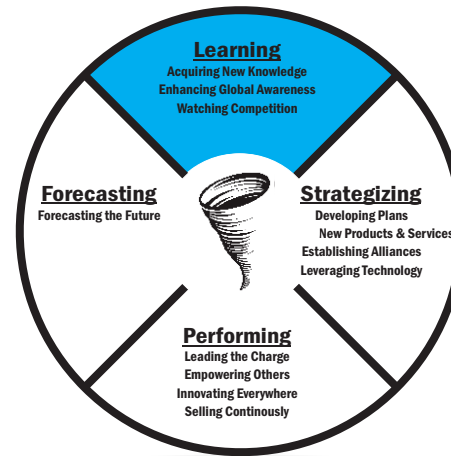 Learning
Acquiring New Knowledge
Enhancing Global Awareness
Watching Competition
Forecasting
Forecasting the Future
Strategizing
Developing Plans
New Products & Services
Establishing Alliances
Leveraging Technology
Performing
Leading the Charge
Empowering Others
Innovating Everywhere
Selling Continously